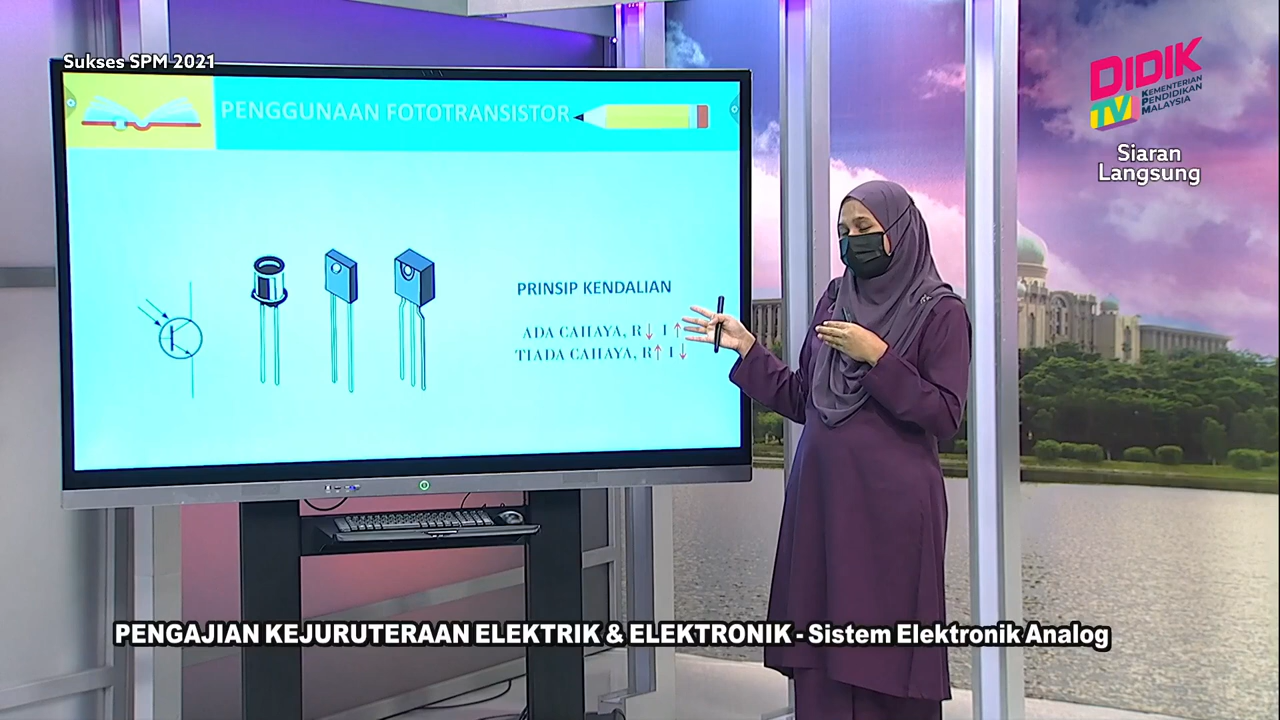 Sukses SPM 2021
PENGGUNAAN FOTOTRANSISTOR
PRINSIP KENDALIAN
ADA CAHAYA, R↓ I↑
TIADA CAHAYA, R↑ I↓
DIDIK
TV
KEMENTERIAN
PENDIDIKAN
MALAYSIA
Siaran
Langsung
PENGAJIAN KEJURUTERAAN ELEKTRIK & ELEKTRONIK - Sistem Elektronik Analog